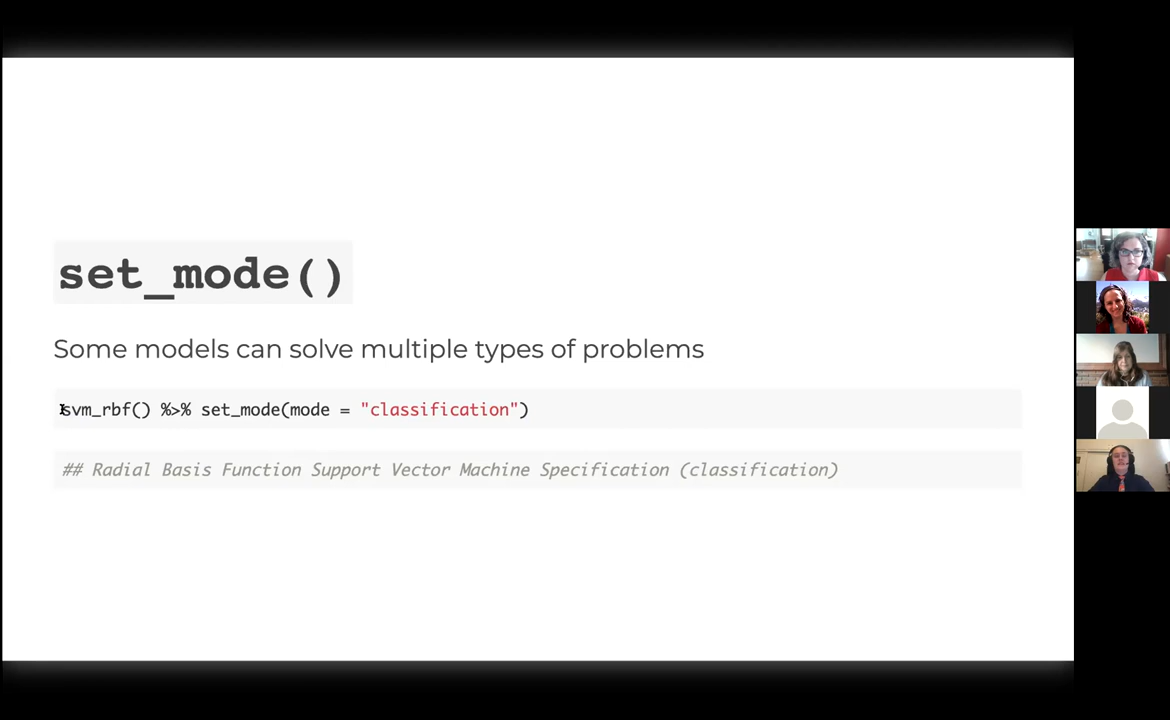 set_mode()
Some models can solve multiple types of problems
svm_rbf() %>% set_mode(mode = "classification")
## Radial Basis Function Support Vector Machine Specification (classification)